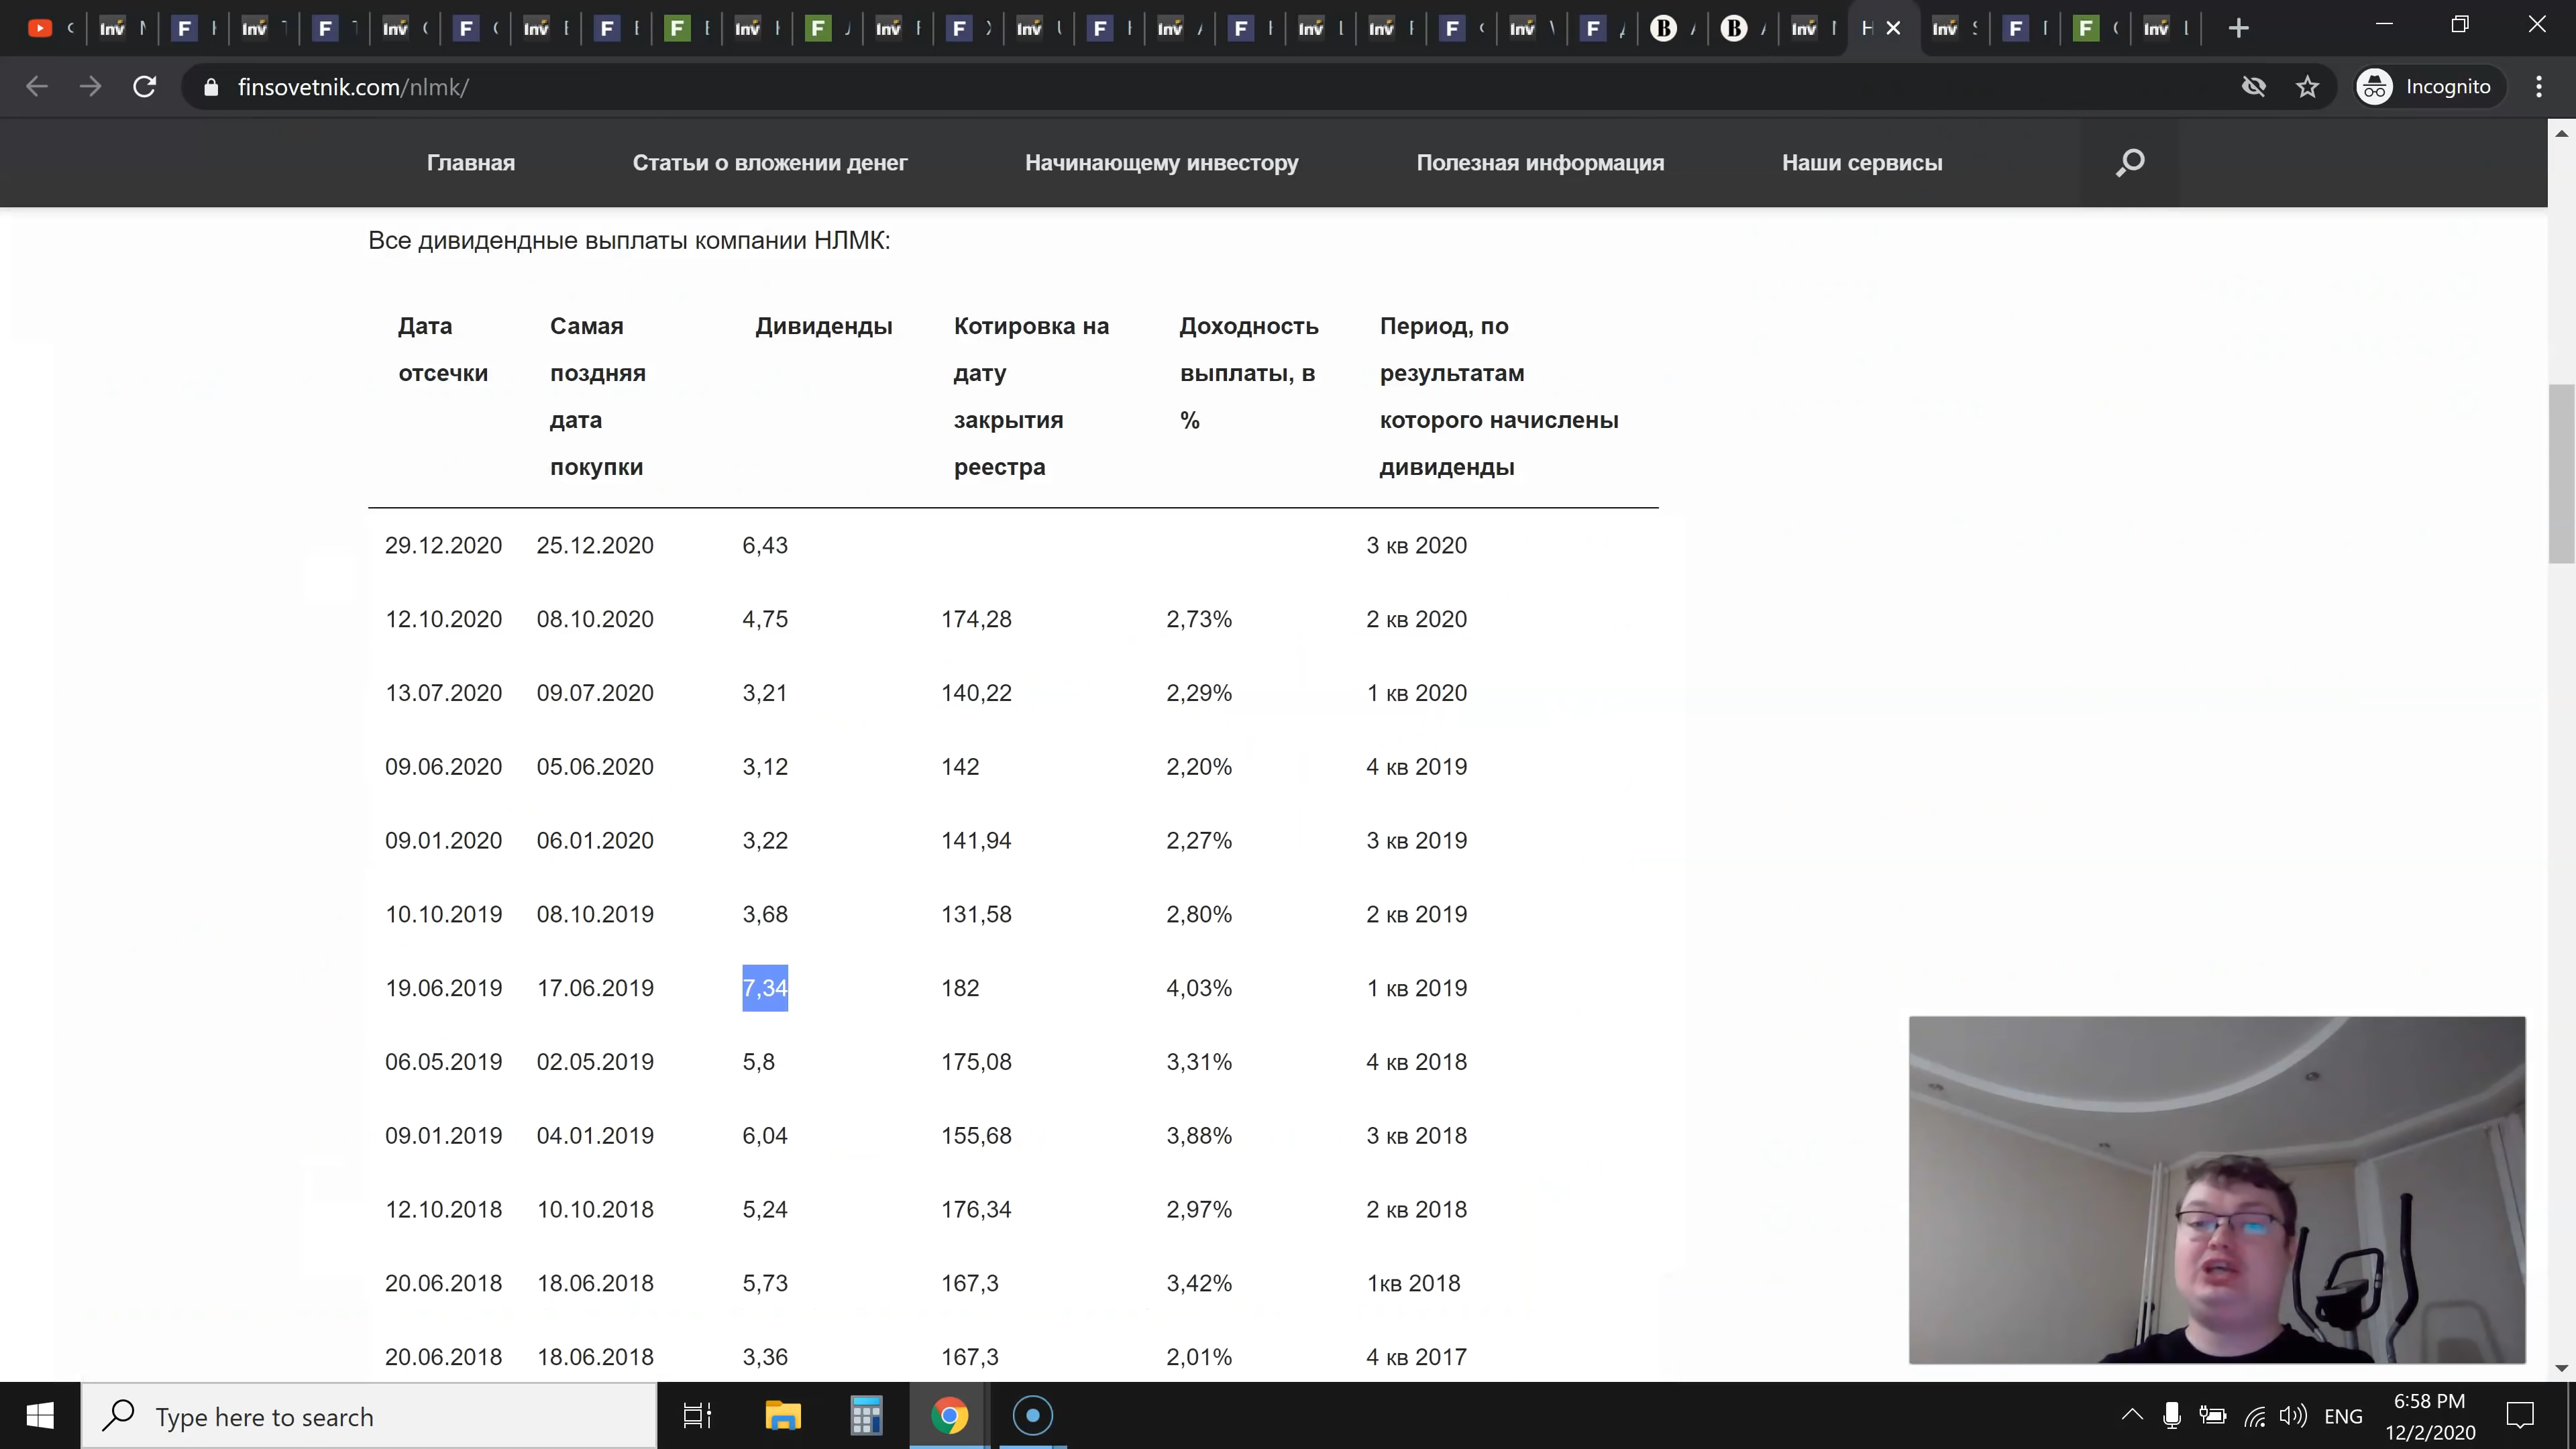 finsovetnik.com/nlmk/
Incognito
Главная Статьи о вложении денег Начинающему инвестору Полезная информация Наши сервисы
Все дивидендные выплаты компании НЛМК:
Дата Самая Дивиденды Котировка на Доходность Период, по
отсечки поздняя дату выплаты, в результатам
дата закрытия % которого начислены
покупки реестра дивиденды
29.12.2020 25.12.2020 6,43 3 кв 2020
12.10.2020 08.10.2020 4,75 174,28 2,73% 2 кв 2020
13.07.2020 09.07.2020 3,21 140,22 2,29% 1 кв 2020
09.06.2020 05.06.2020 3,12 142 2,20% 4 кв 2019
09.01.2020 06.01.2020 3,22 141,94 2,27% 3 кв 2019
10.10.2019 08.10.2019 3,68 131,58 2,80% 2 кв 2019
19.06.2019 17.06.2019 7,34 182 4,03% 1 кв 2019
06.05.2019 02.05.2019 5,8 175,08 3,31% 4 кв 2018
09.01.2019 04.01.2019 6,04 155,68 3,88% 3 кв 2018
12.10.2018 10.10.2018 5,24 176,34 2,97% 2 кв 2018
20.06.2018 18.06.2018 5,73 167,3 3,42% 1кв 2018
20.06.2018 18.06.2018 3,36 167,3 2,01% 4 кв 2017
Type here to search
ENG
6:58 PM
12/2/2020